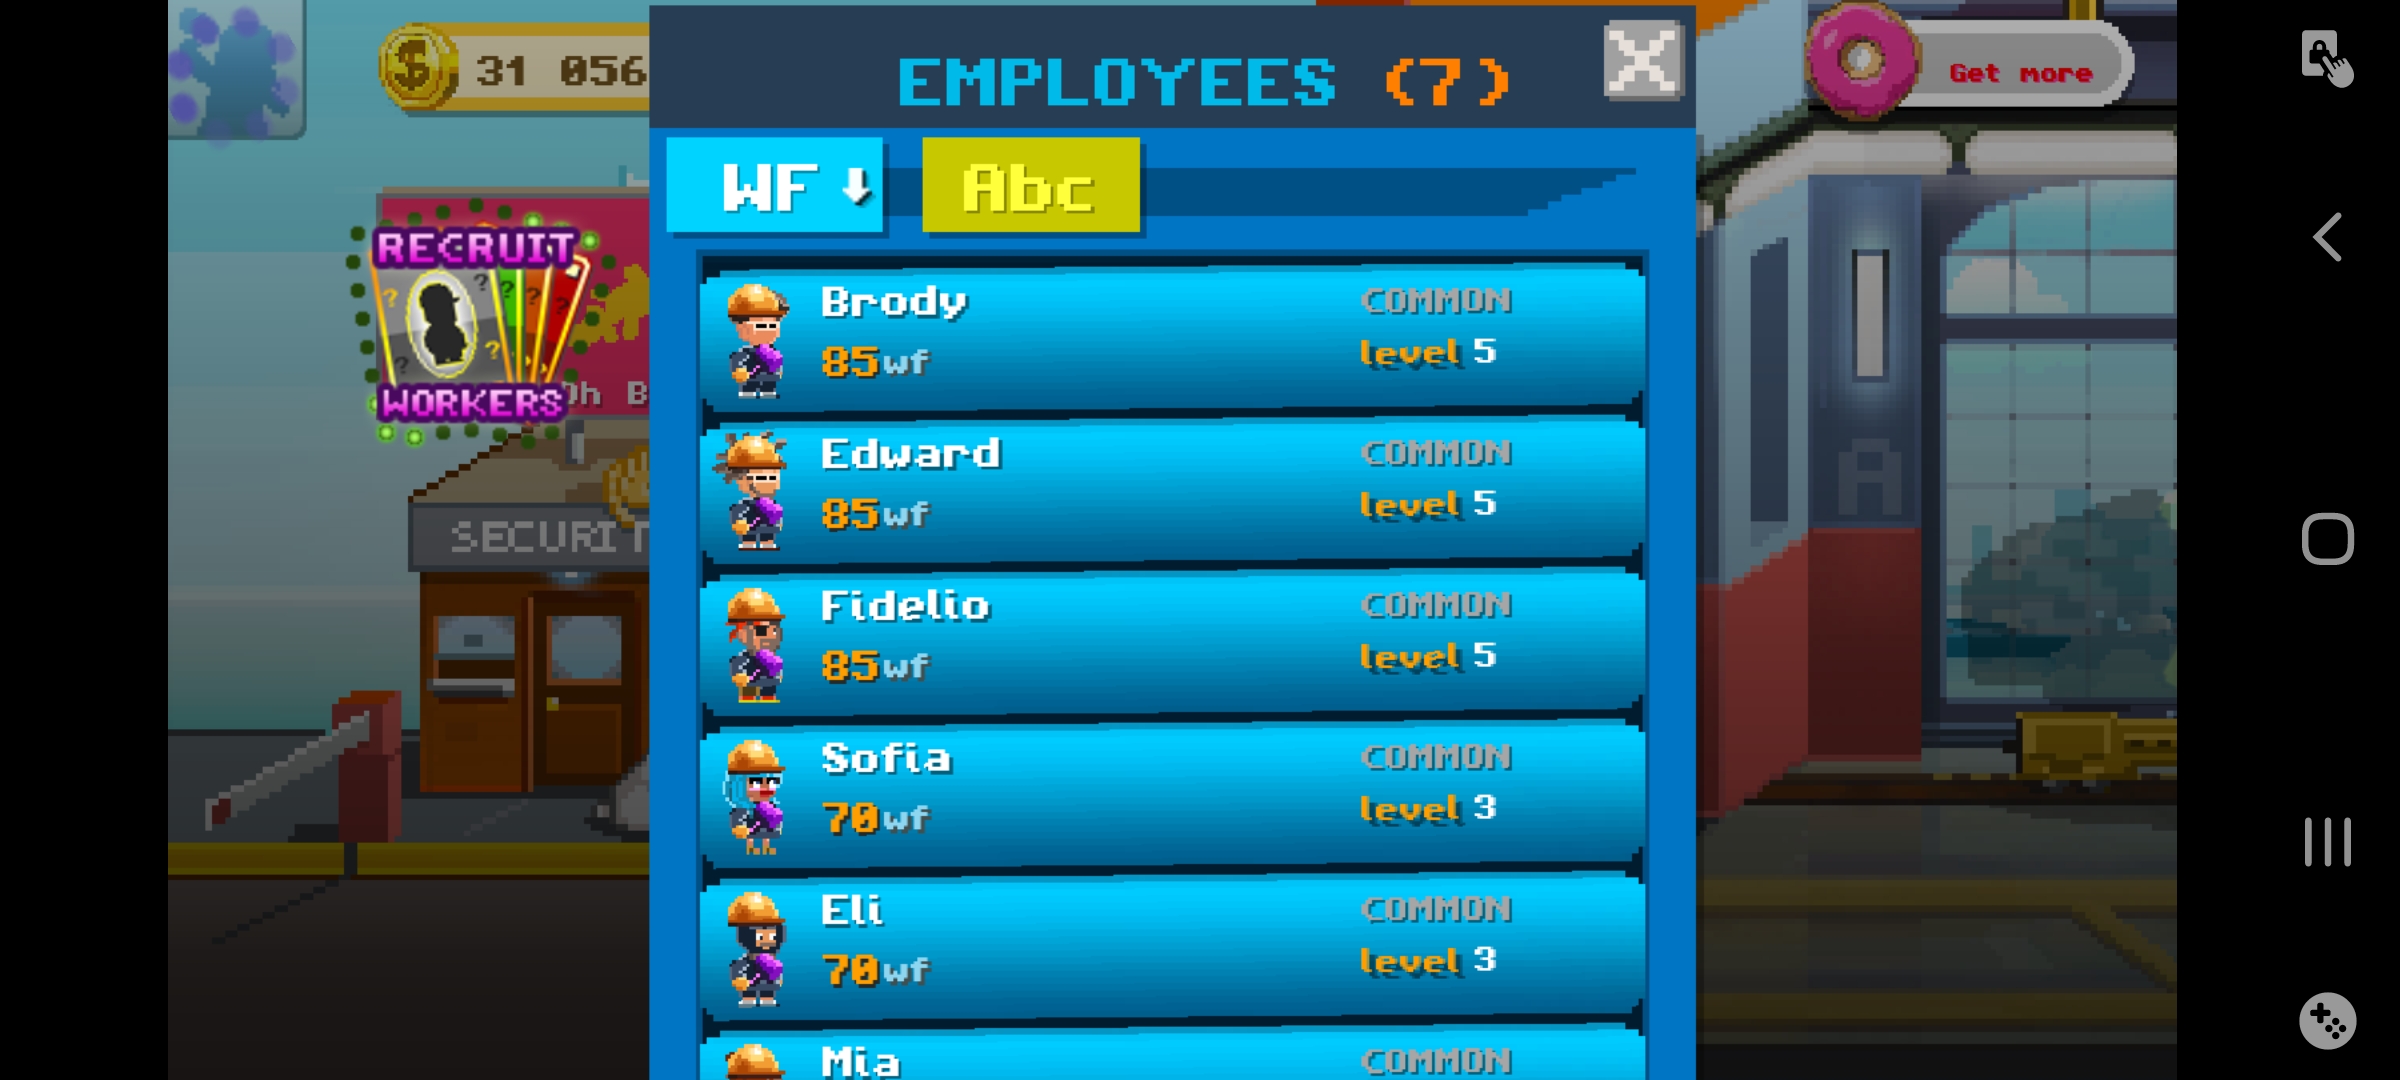 31 056
EMPLOYEES (7)
Get more
WF
Abc
RECRUIT
WORKERS
Brody
COMMON
85wf
level 5
Edward
COMMON
85wf
level 5
SECURIT
Fidelio
COMMON
85wf
level 5
Sofia
COMMON
70wf
level 3
Eli
COMMON
70wf
level 3
Mia
COMMON
A